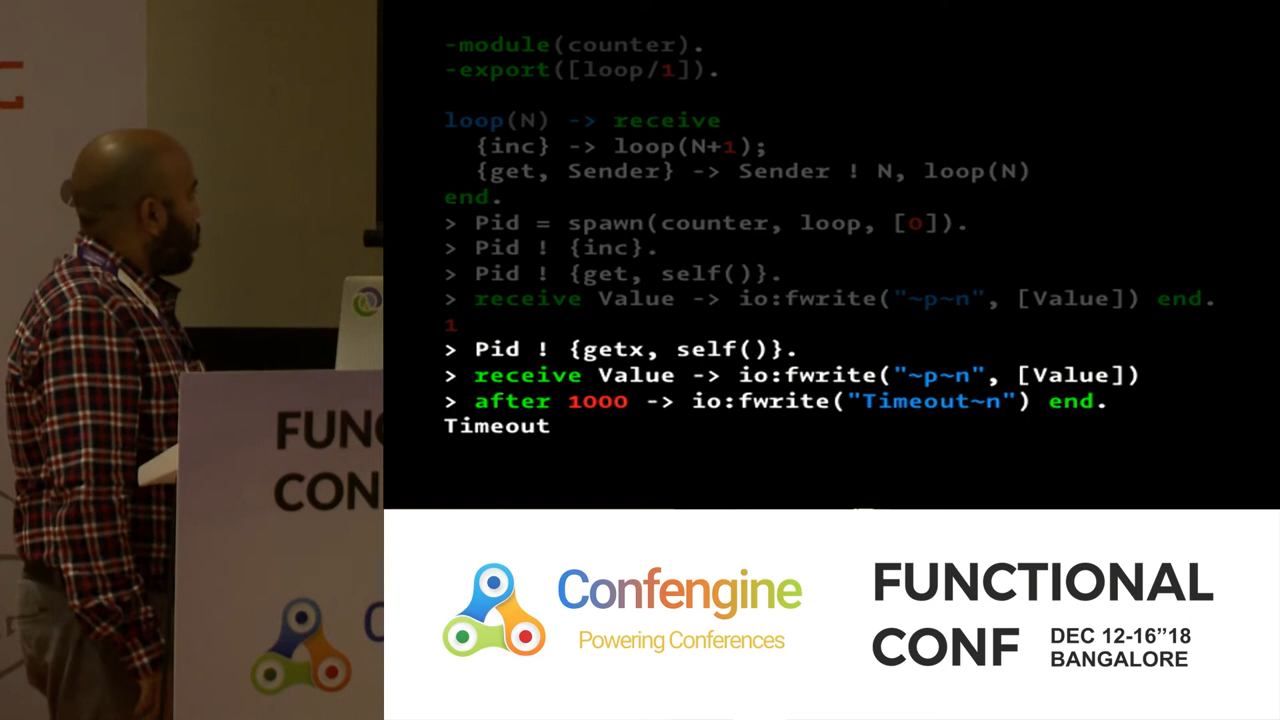 -module(counter).
-export([loop/1]).
loop(N) -> receive
{inc} -> loop(N+1);
{get, Sender} -> Sender ! N, loop(N)
end.
> Pid = spawn(counter, loop, [0]).
> Pid ! {inc}.
> Pid ! {get, self()}.
> receive Value -> io:fwrite("~p~n", [Value]) end.
1
> Pid ! {getx, self()}.
> receive Value -> io:fwrite("~p~n", [Value])
> after 1000 -> io:fwrite("Timeout~n") end.
Timeout
FUNC
CON
C
Confengine
Powering Conferences
FUNCTIONAL
CONF
DEC 12-16”18
BANGALORE